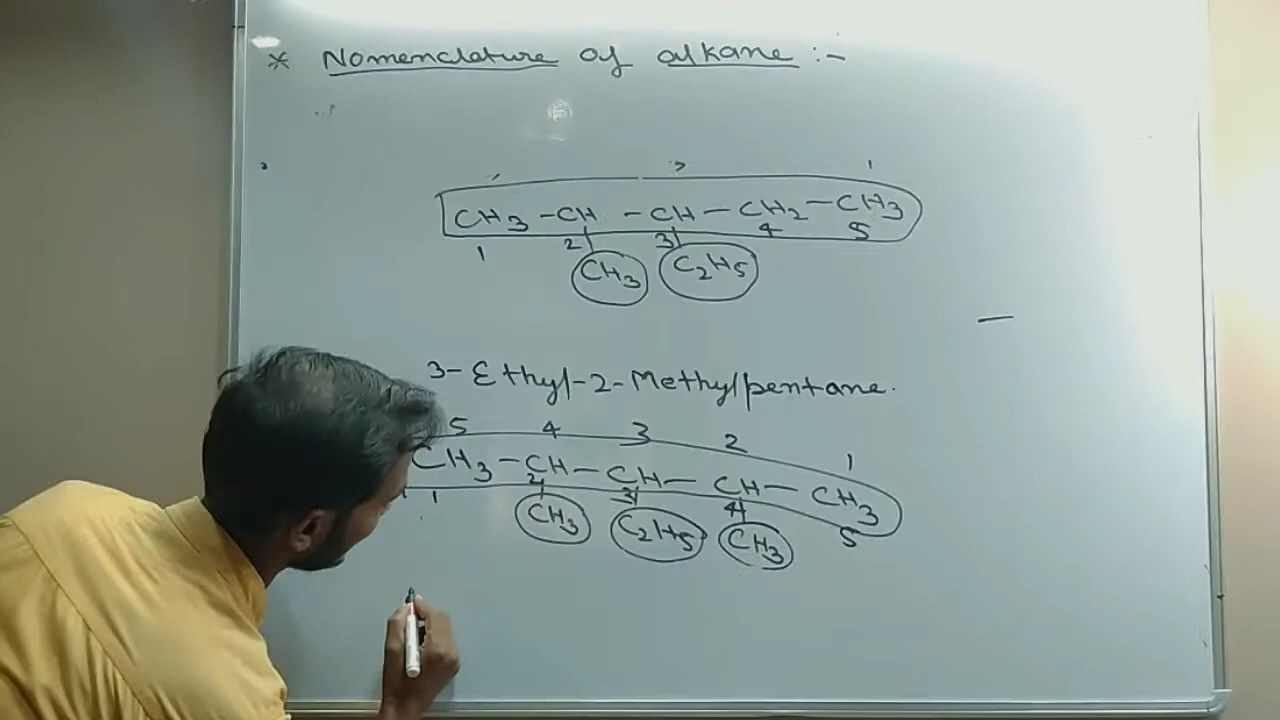 * Nomenclature of alkane :-
CH3 - CH - CH - CH2 - CH3
1 2 3 4 5
CH3 C2H5
3-Ethyl-2-Methylpentane.
5 4 3 2 1
CH3 - CH - CH - CH - CH3
1 2 3 4 5
CH3 C2H5 CH3